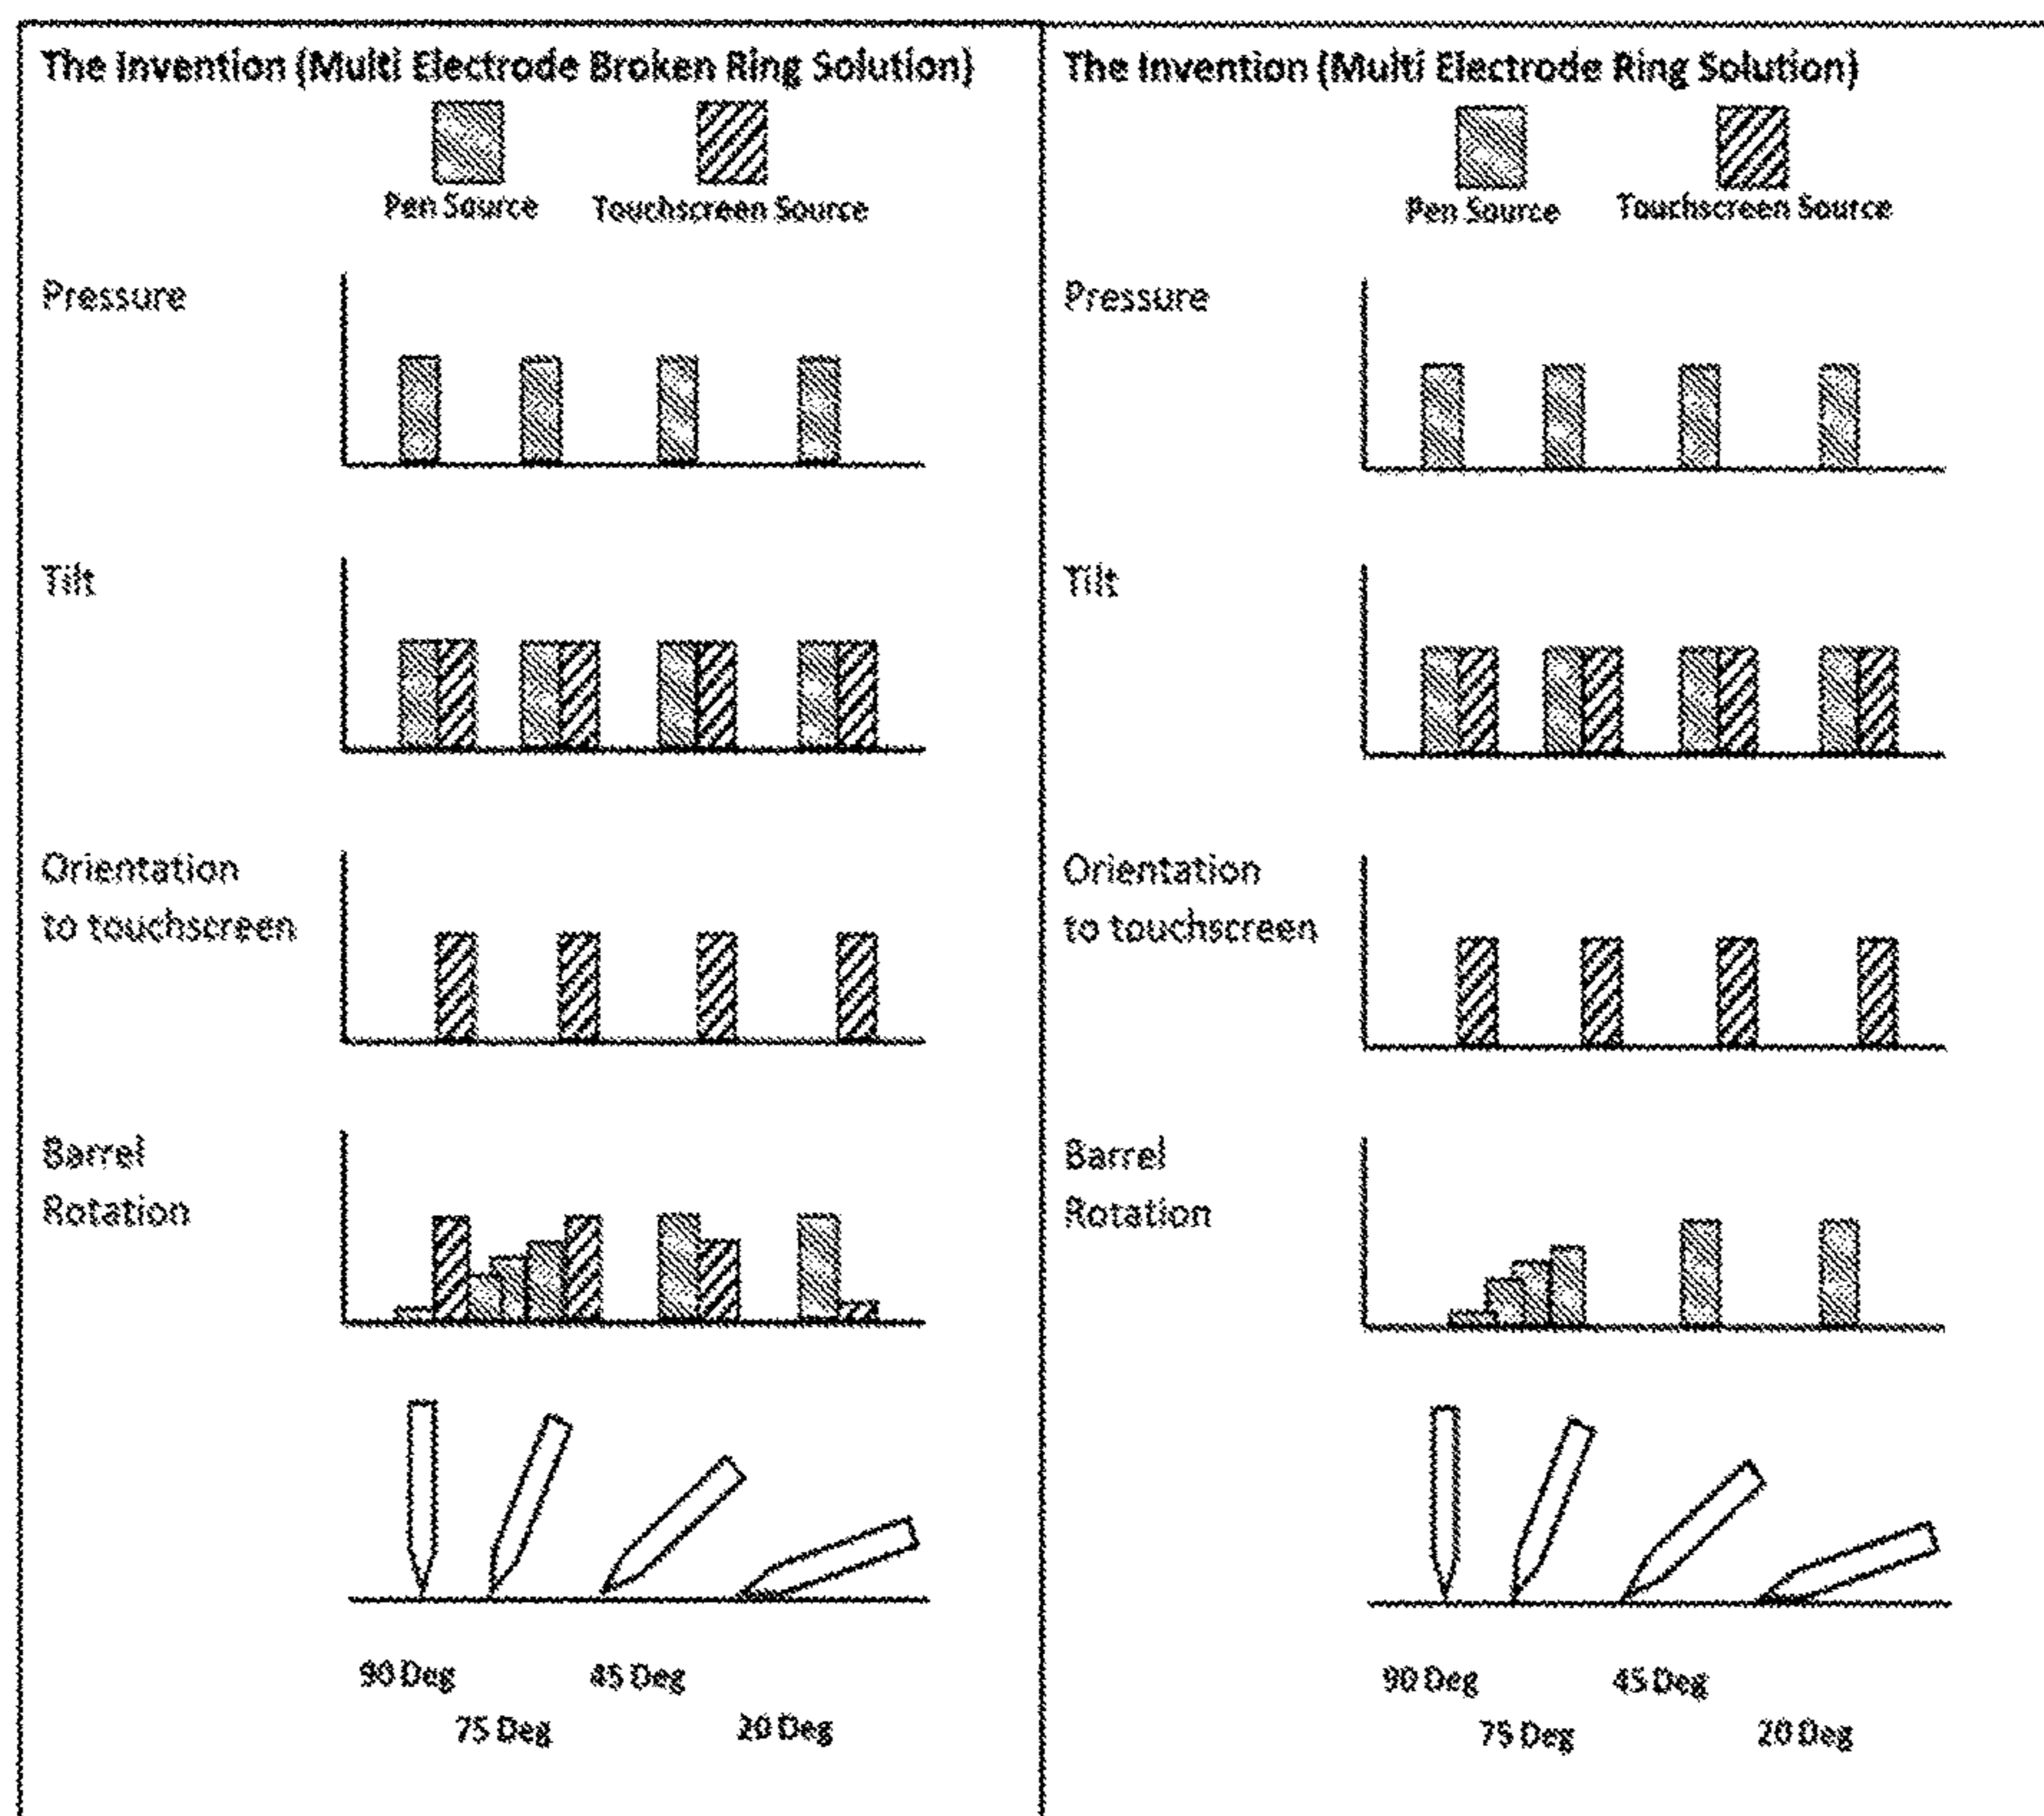 The Invention (Multi Electrode Broken Ring Solution)
Pen Source
Touchscreen Source
Pressure
Tilt
Orientation
to touchscreen
Barrel
Rotation
90 Deg
75 Deg
45 Deg
20 Deg
The Invention (Multi Electrode Ring Solution)
Pen Source
Touchscreen Source
Pressure
Tilt
Orientation
to touchscreen
Barrel
Rotation
90 Deg
75 Deg
45 Deg
20 Deg